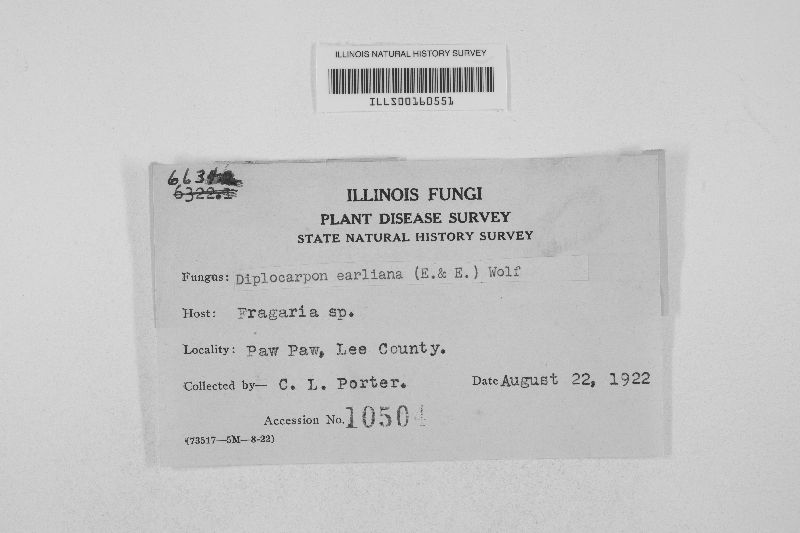 ILLINOIS NATURAL HISTORY SURVEY
ILLS00160551
6322.1
ILLINOIS FUNGI
PLANT DISEASE SURVEY
STATE NATURAL HISTORY SURVEY
Fungus: Diplocarpon earliana (E.& E.) Wolf
Host: Fragaria sp.
Locality: Paw Paw, Lee County.
Collected by— C. L. Porter. Date August 22, 1922
Accession No. 10504
(73517—5M—8-22)